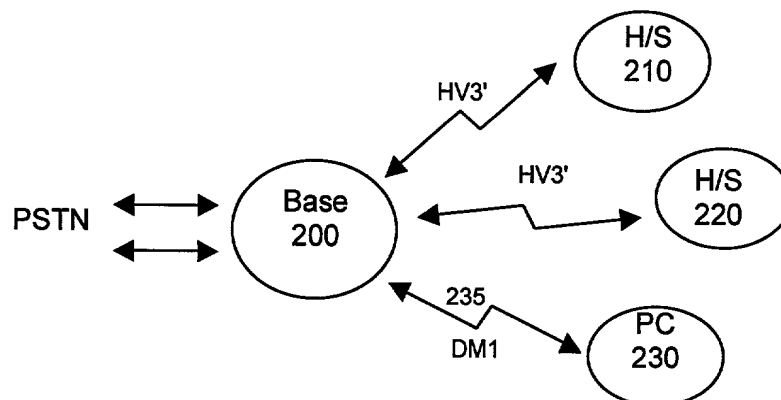 H/S
210
HV3'
HV3'
H/S
220
PSTN
Base
200
235
DM1
PC
230